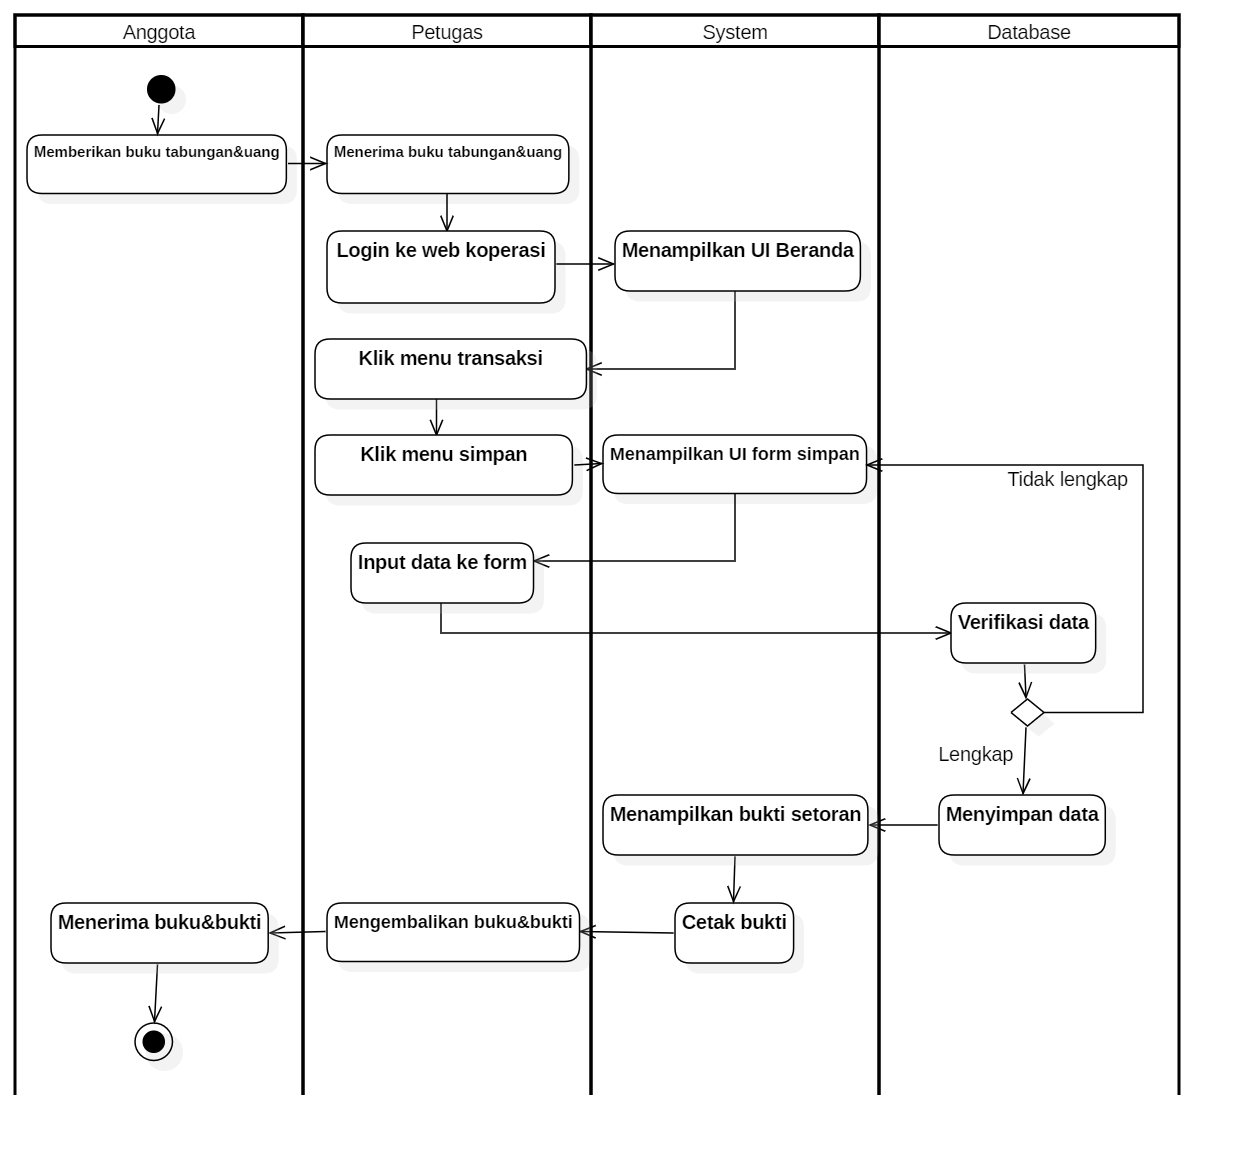 Anggota
Petugas
System
Database
Memberikan buku tabungan&uang
Menerima buku tabungan&uang
Login ke web koperasi
Menampilkan UI Beranda
Klik menu transaksi
Klik menu simpan
Menampilkan UI form simpan
Tidak lengkap
Input data ke form
Verifikasi data
Lengkap
Menampilkan bukti setoran
Menyimpan data
Menerima buku&bukti
Mengembalikan buku&bukti
Cetak bukti